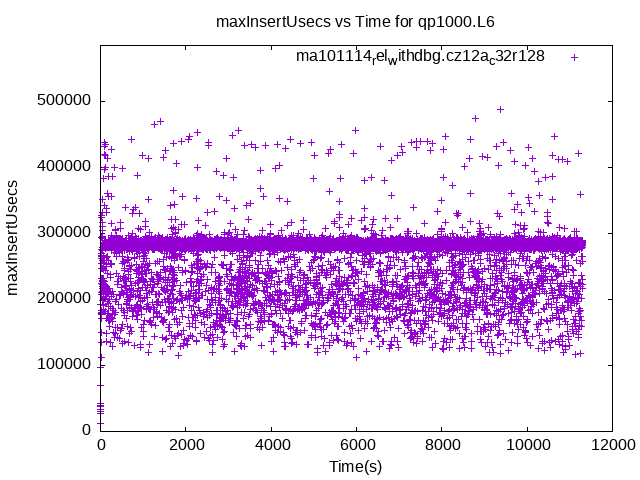 maxInsertUsecs vs Time for qp1000.L6
ma101114relwithdbg.cz12ac32r128
500000
400000
300000
200000
100000
0
maxInsertUsecs
0 2000 4000 6000 8000 10000 12000
Time(s)